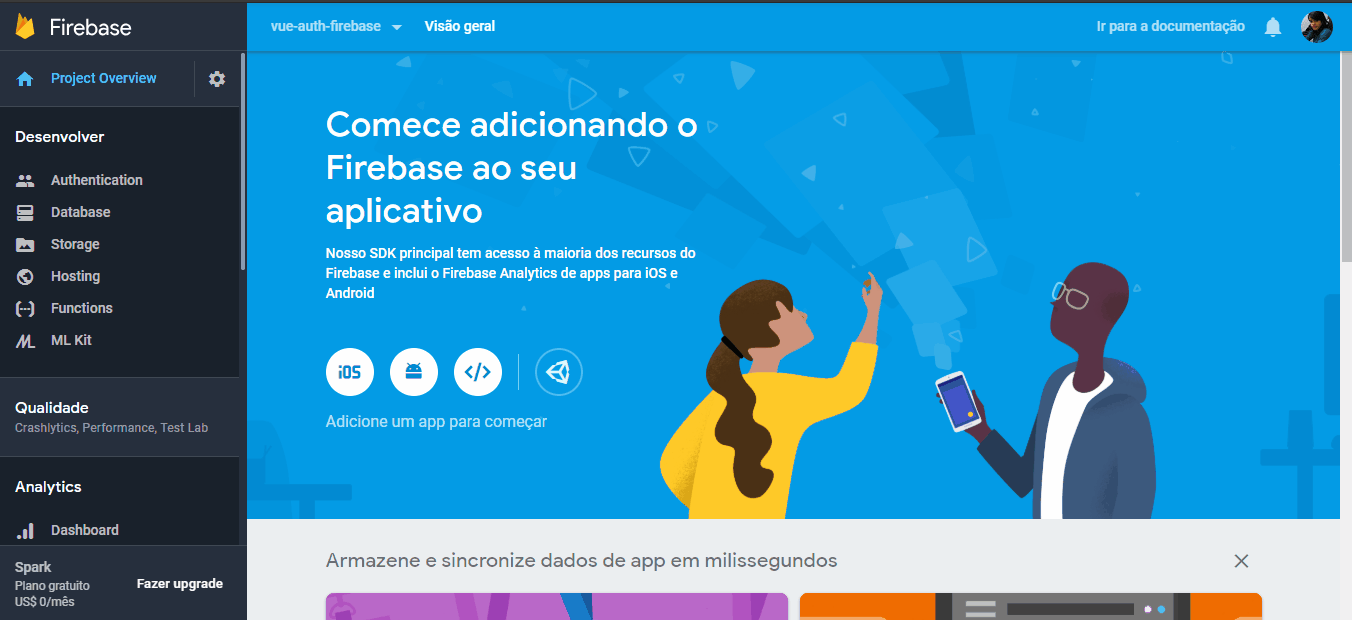 Firebase
vue-auth-firebase
Visão geral
Ir para a documentação
Project Overview
Desenvolver
Authentication
Database
Storage
Hosting
Functions
ML Kit
Qualidade
Crashlytics, Performance, Test Lab
Analytics
Dashboard
Spark
Plano gratuito
US$ 0/mês
Fazer upgrade
Comece adicionando o
Firebase ao seu
aplicativo
Nosso SDK principal tem acesso à maioria dos recursos do
Firebase e inclui o Firebase Analytics de apps para iOS e
Android
iOS
Adicione um app para começar
Armazene e sincronize dados de app em milissegundos